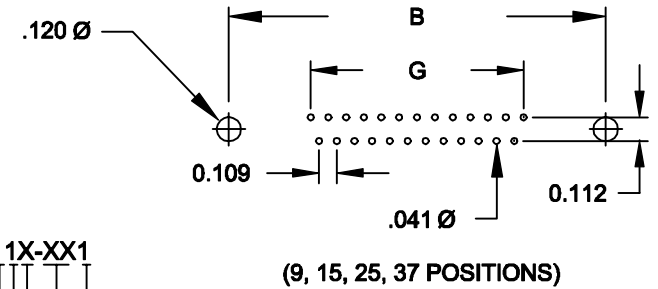 .120 Ø
B
G
0.109
0.112
.041 Ø
1X-XX1
(9, 15, 25, 37 POSITIONS)